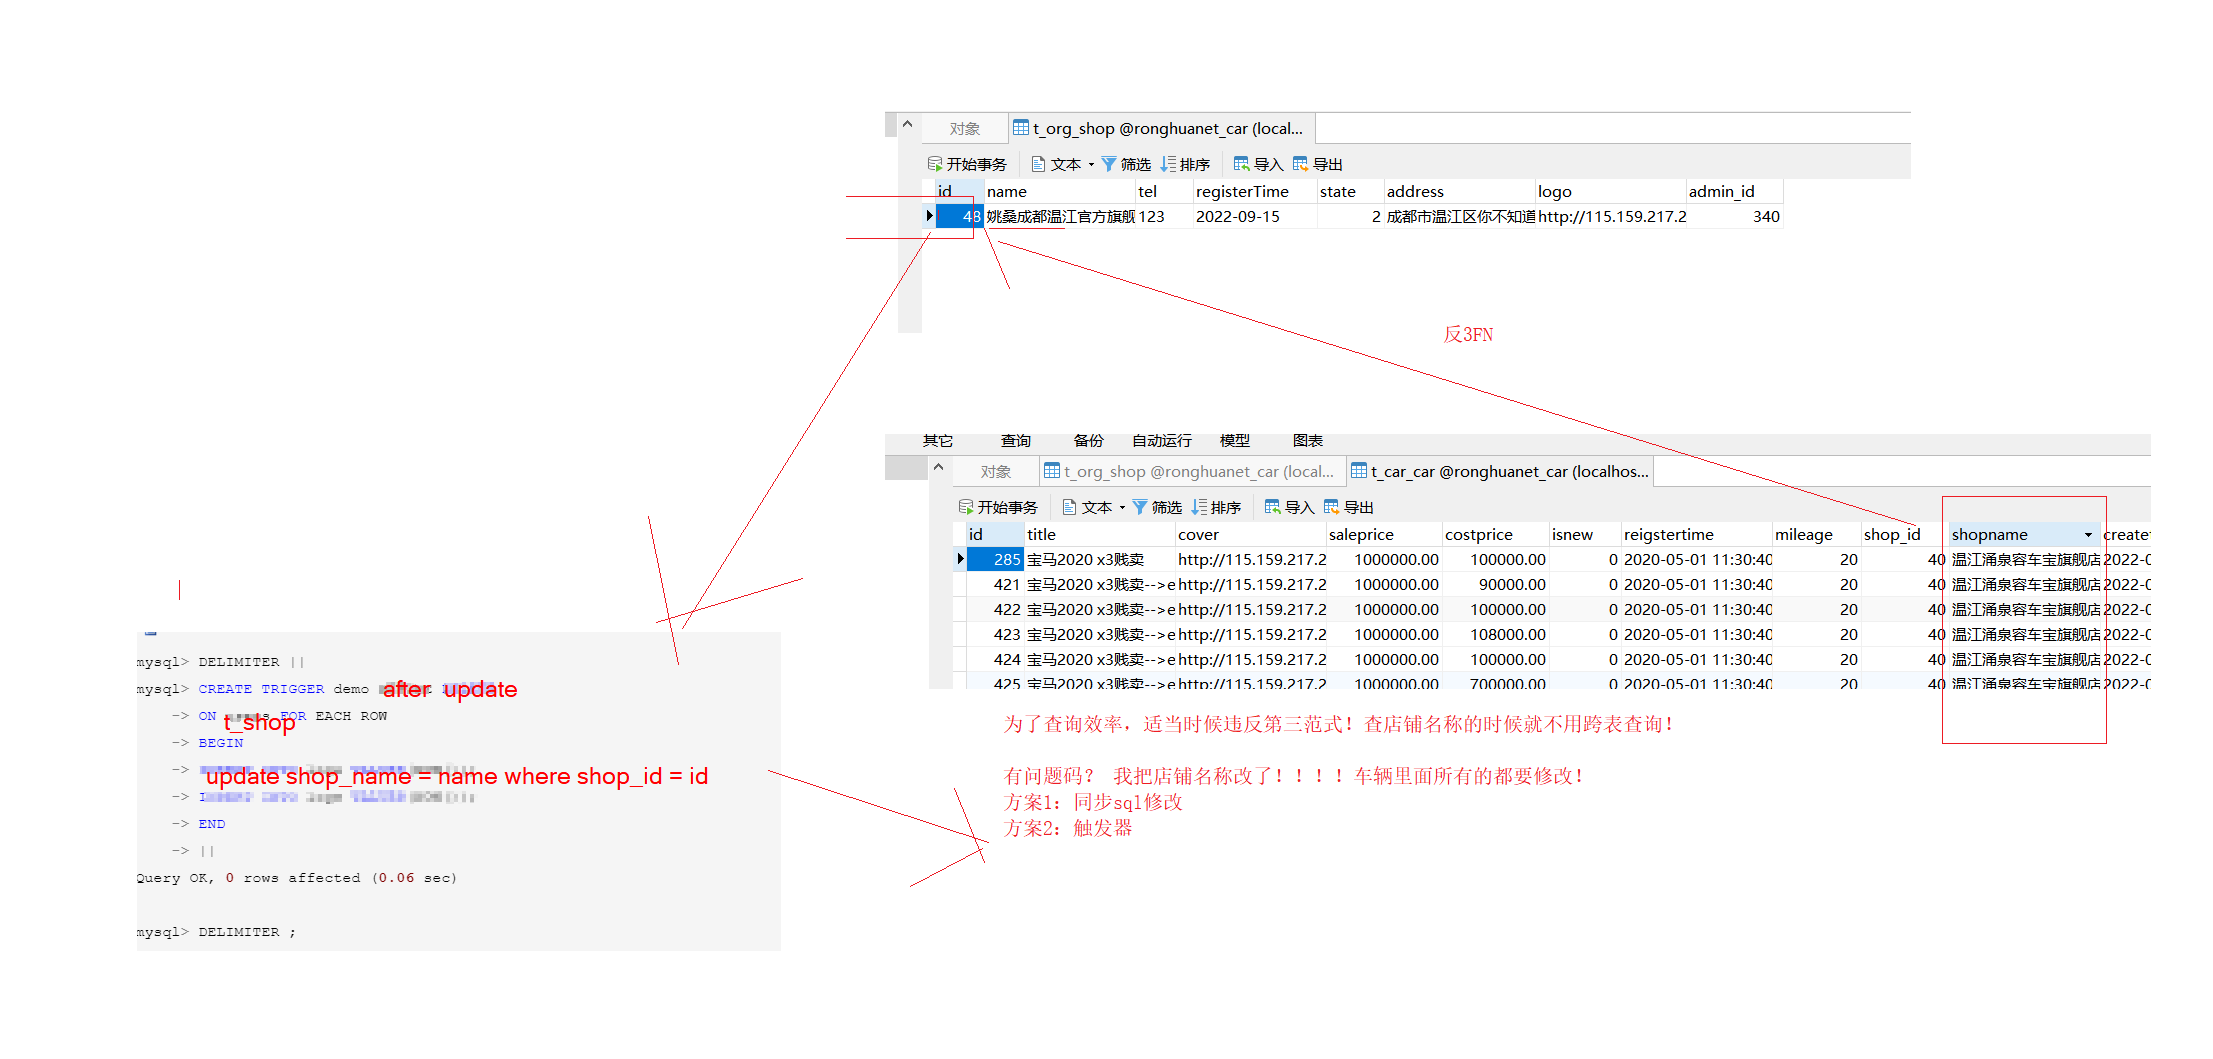 对象 t_org_shop @ronghuanet_car (local...
开始事务 文本 筛选 排序 导入 导出
id name tel registerTime state address logo admin_id
48 姚桑成都温江官方旗舰 123 2022-09-15 2 成都市温江区你不知道 http://115.159.217.2 340
反3FN
其它 查询 备份 自动运行 模型 图表
对象 t_org_shop @ronghuanet_car (local... t_car_car @ronghuanet_car (localhos...
开始事务 文本 筛选 排序 导入 导出
id title cover saleprice costprice isnew reigstertime mileage shop_id shopname createt
285 宝马2020 x3贱卖 http://115.159.217.2 1000000.00 100000.00 0 2020-05-01 11:30:40 20 40 温江涌泉容车宝旗舰店 2022-0
421 宝马2020 x3贱卖-->e http://115.159.217.2 1000000.00 90000.00 0 2020-05-01 11:30:40 20 40 温江涌泉容车宝旗舰店 2022-0
422 宝马2020 x3贱卖-->e http://115.159.217.2 1000000.00 100000.00 0 2020-05-01 11:30:40 20 40 温江涌泉容车宝旗舰店 2022-0
423 宝马2020 x3贱卖-->e http://115.159.217.2 1000000.00 108000.00 0 2020-05-01 11:30:40 20 40 温江涌泉容车宝旗舰店 2022-0
424 宝马2020 x3贱卖-->e http://115.159.217.2 1000000.00 100000.00 0 2020-05-01 11:30:40 20 40 温江涌泉容车宝旗舰店 2022-0
425 宝马2020 x3贱卖-->e http://115.159.217.2 1000000.00 700000.00 0 2020-05-01 11:30:40 20 40 温江涌泉容车宝旗舰店 2022-0
为了查询效率，适当时候违反第三范式！查店铺名称的时候就不用跨表查询！
有问题码？ 我把店铺名称改了！！！！车辆里面所有的都要修改！
方案1：同步sql修改
方案2：触发器
mysql> DELIMITER ||
mysql> CREATE TRIGGER demo after update
-> ON t_shop FOR EACH ROW
-> BEGIN
-> update shop_name = name where shop_id = id
->
-> END
-> ||
Query OK, 0 rows affected (0.06 sec)
mysql> DELIMITER ;